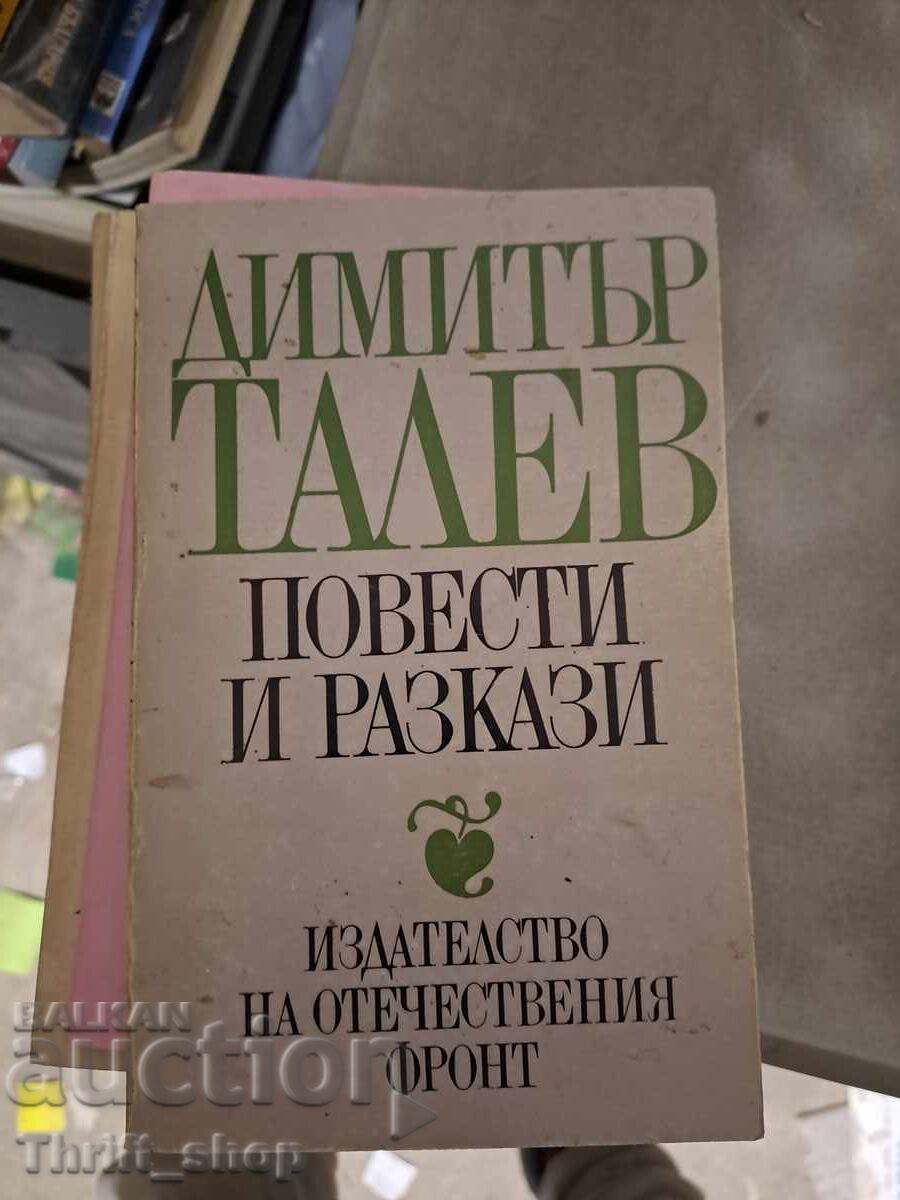 ДИМИТЪР
ТАЛЕВ
ПОВЕСТИ
И РАЗКАЗИ
ИЗДАТЕЛСТВО
НА ОТЕЧЕСТВЕНИЯ
ФРОНТ
BALKAN
auction
Thrift_shop